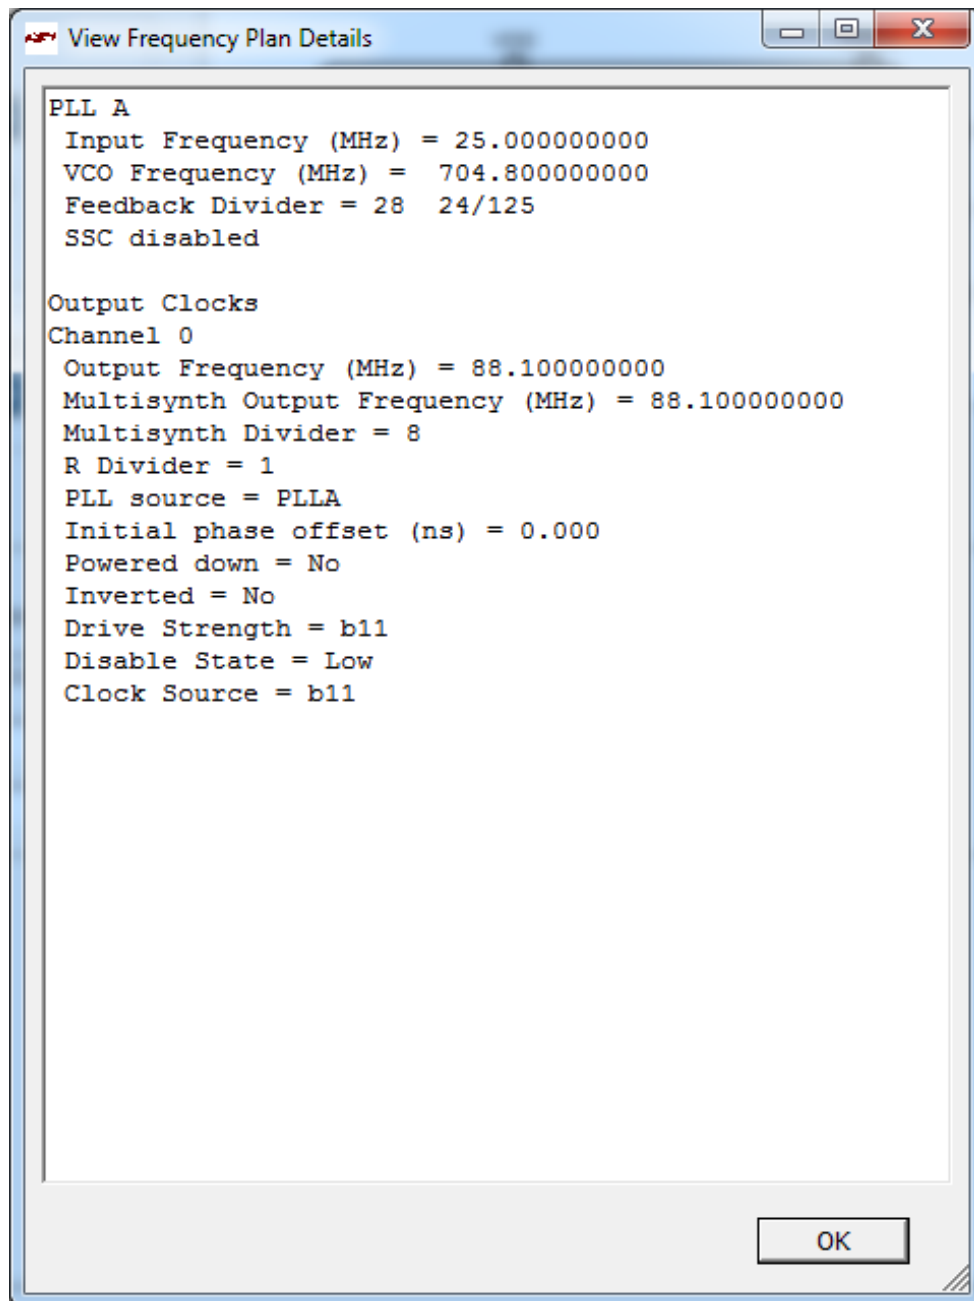 View Frequency Plan Details
PLL A
Input Frequency (MHz) = 25.000000000
VCO Frequency (MHz) =  704.800000000
Feedback Divider = 28  24/125
SSC disabled
Output Clocks
Channel 0
Output Frequency (MHz) = 88.100000000
Multisynth Output Frequency (MHz) = 88.100000000
Multisynth Divider = 8
R Divider = 1
PLL source = PLLA
Initial phase offset (ns) = 0.000
Powered down = No
Inverted = No
Drive Strength = b11
Disable State = Low
Clock Source = b11
OK